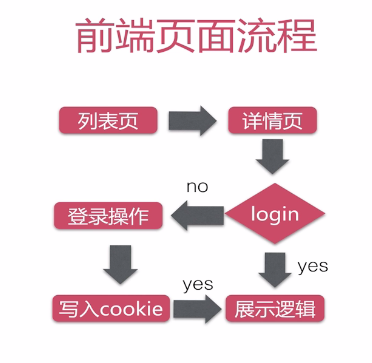 前端页面流程
列表页
详情页
no
login
登录操作
yes
yes
写入cookie
展示逻辑